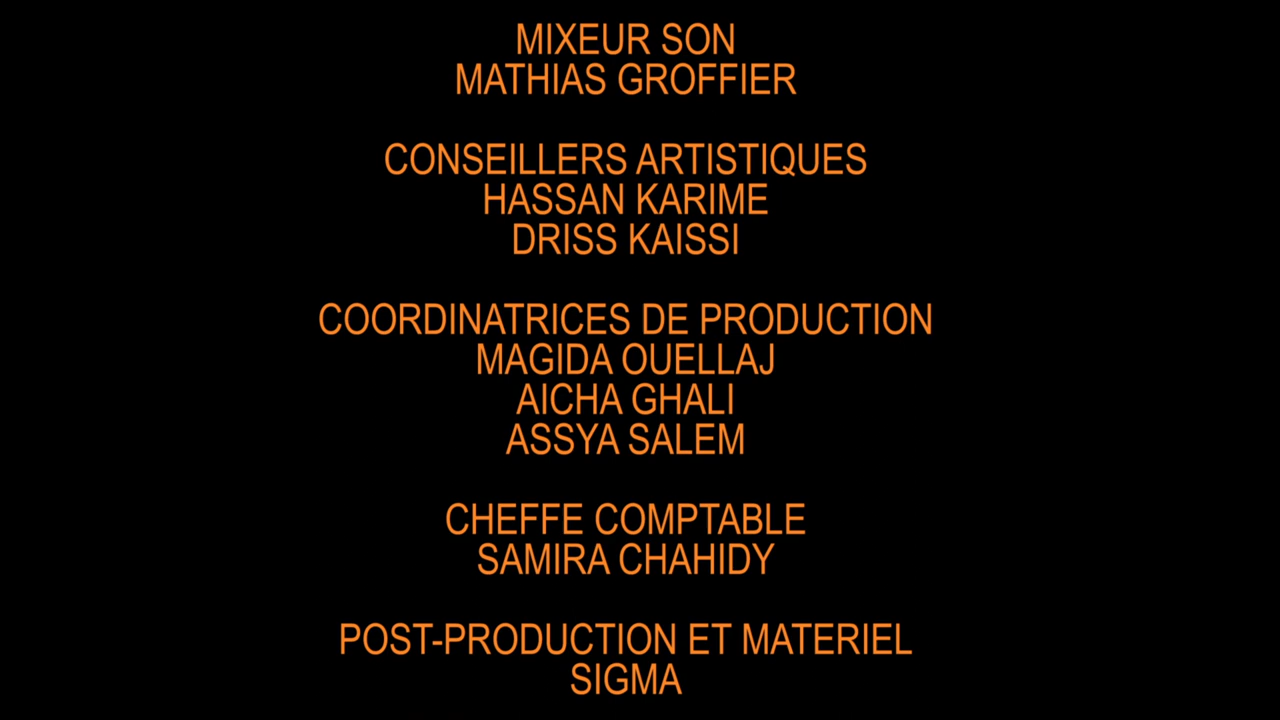 MIXEUR SON
MATHIAS GROFFIER
CONSEILLERS ARTISTIQUES
HASSAN KARIME
DRISS KAISSI
COORDINATRICES DE PRODUCTION
MAGIDA OUELLAJ
AICHA GHALI
ASSYA SALEM
CHEFFE COMPTABLE
SAMIRA CHAHIDY
POST-PRODUCTION ET MATERIEL
SIGMA